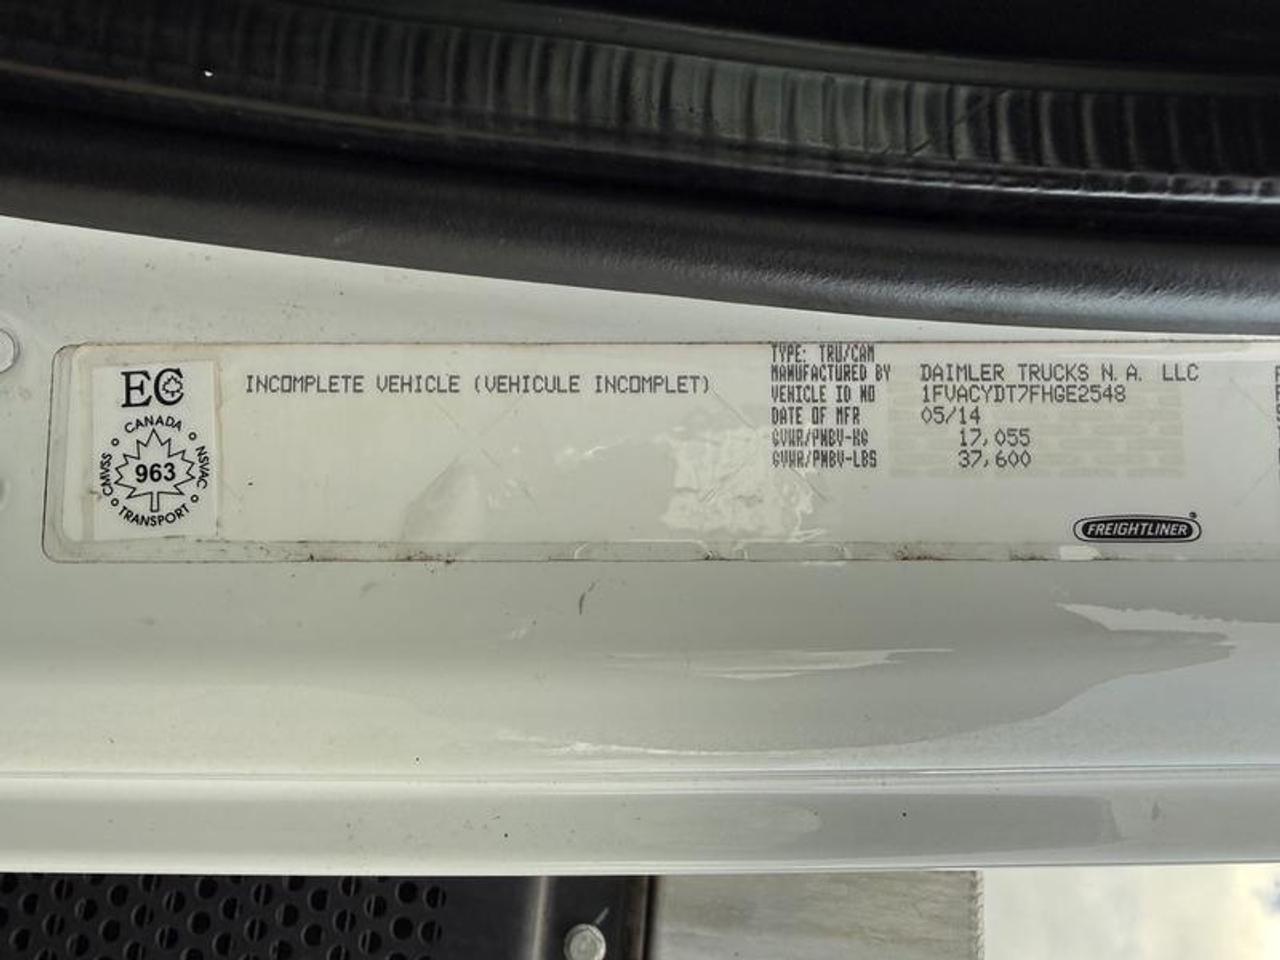 EC
CANADA
CMVSS
963
NSVAC
TRANSPORT
INCOMPLETE VEHICLE (VEHICULE INCOMPLET)
TYPE: TRU/CAM
MANUFACTURED BY DAIMLER TRUCKS N. A. LLC
VEHICLE ID NO 1FVACYDT7FHGE2548
DATE OF MFR 05/14
GVWR/PNBV-KG 17,055
GVWR/PNBV-LBS 37,600
FREIGHTLINER®